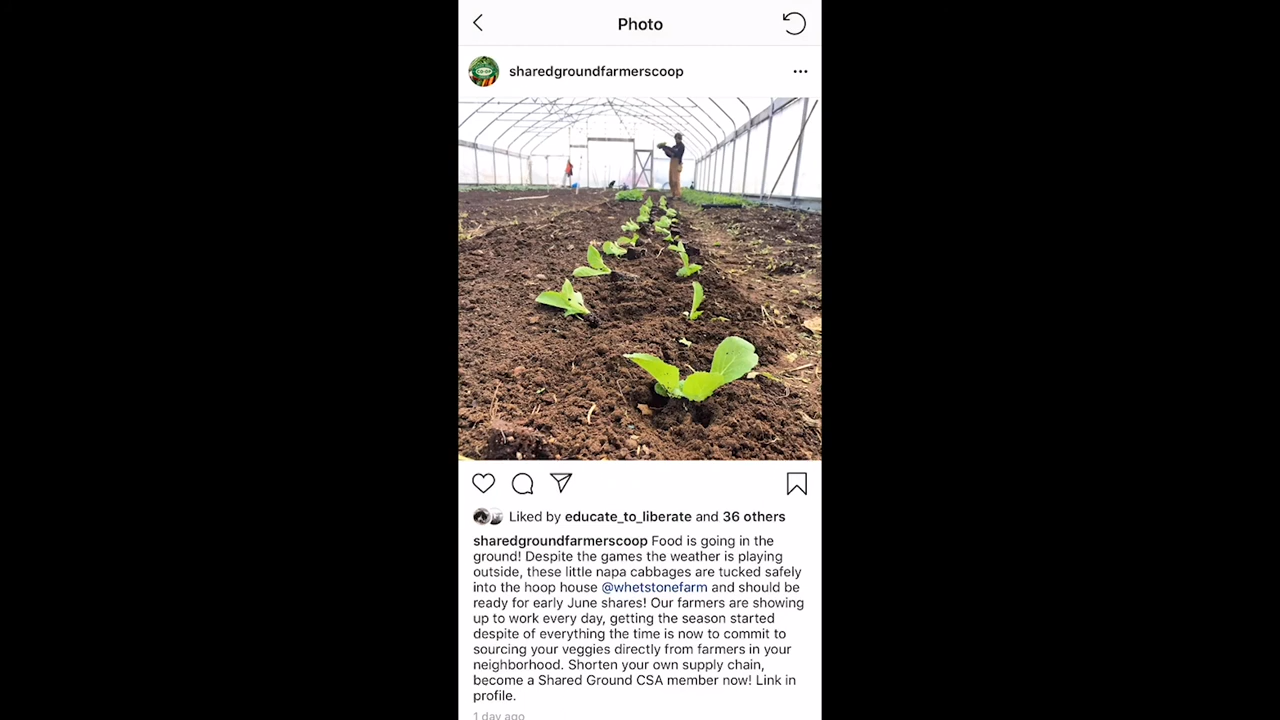 Photo
CO-OP
sharedgroundfarmerscoop
Liked by educate_to_liberate and 36 others
sharedgroundfarmerscoop Food is going in the
ground! Despite the games the weather is playing
outside, these little napa cabbages are tucked safely
into the hoop house @whetstonefarm and should be
ready for early June shares! Our farmers are showing
up to work every day, getting the season started
despite of everything the time is now to commit to
sourcing your veggies directly from farmers in your
neighborhood. Shorten your own supply chain,
become a Shared Ground CSA member now! Link in
profile.
1 day ago